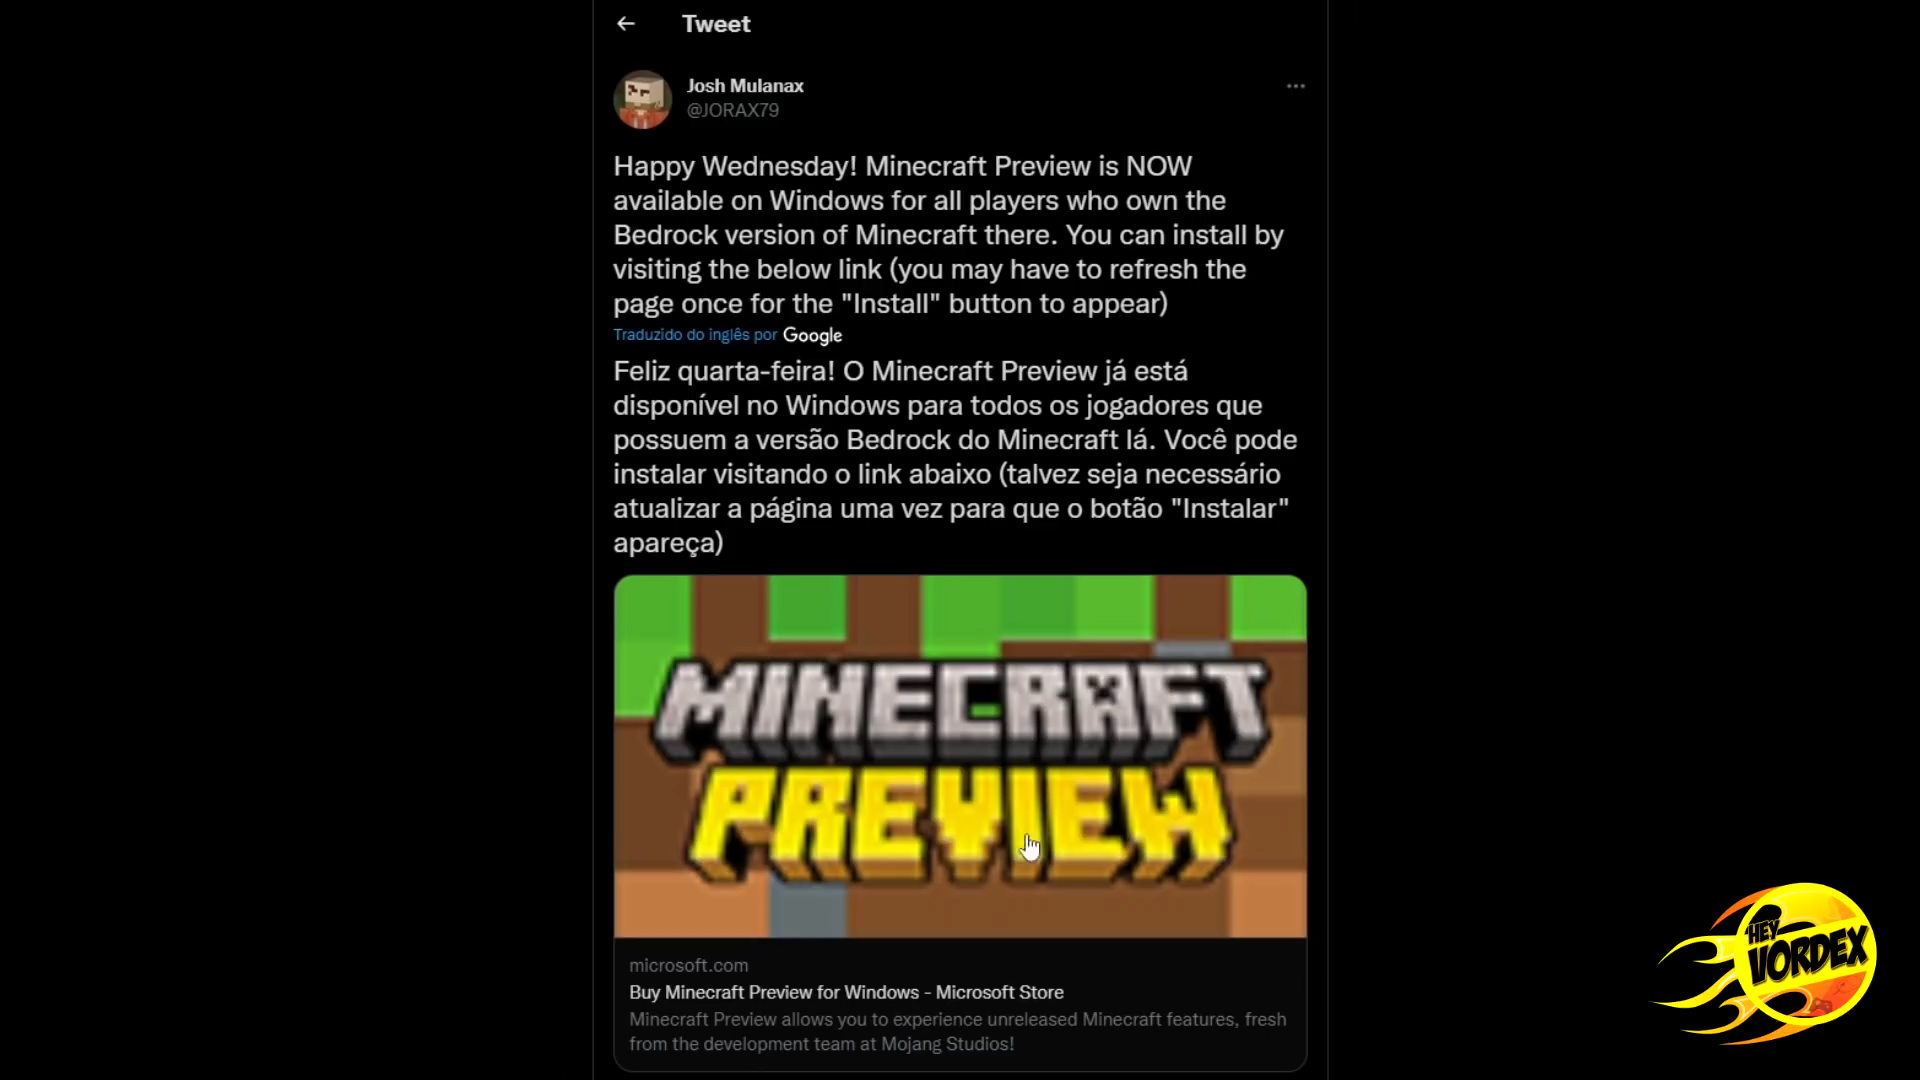 Tweet
Josh Mulanax
@JORAX79
Happy Wednesday! Minecraft Preview is NOW
available on Windows for all players who own the
Bedrock version of Minecraft there. You can install by
visiting the below link (you may have to refresh the
page once for the "Install" button to appear)
Traduzido do inglês por Google
Feliz quarta-feira! O Minecraft Preview já está
disponível no Windows para todos os jogadores que
possuem a versão Bedrock do Minecraft lá. Você pode
instalar visitando o link abaixo (talvez seja necessário
atualizar a página uma vez para que o botão "Instalar"
apareça)
MINECRAFT
PREVIEW
microsoft.com
Buy Minecraft Preview for Windows - Microsoft Store
Minecraft Preview allows you to experience unreleased Minecraft features, fresh
from the development team at Mojang Studios!
HEY
VORDEX